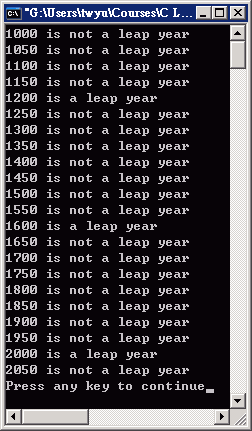 "G:\Users\twyu\Courses\C L...
1000 is not a leap year
1050 is not a leap year
1100 is not a leap year
1150 is not a leap year
1200 is a leap year
1250 is not a leap year
1300 is not a leap year
1350 is not a leap year
1400 is not a leap year
1450 is not a leap year
1500 is not a leap year
1550 is not a leap year
1600 is a leap year
1650 is not a leap year
1700 is not a leap year
1750 is not a leap year
1800 is not a leap year
1850 is not a leap year
1900 is not a leap year
1950 is not a leap year
2000 is a leap year
2050 is not a leap year
Press any key to continue_